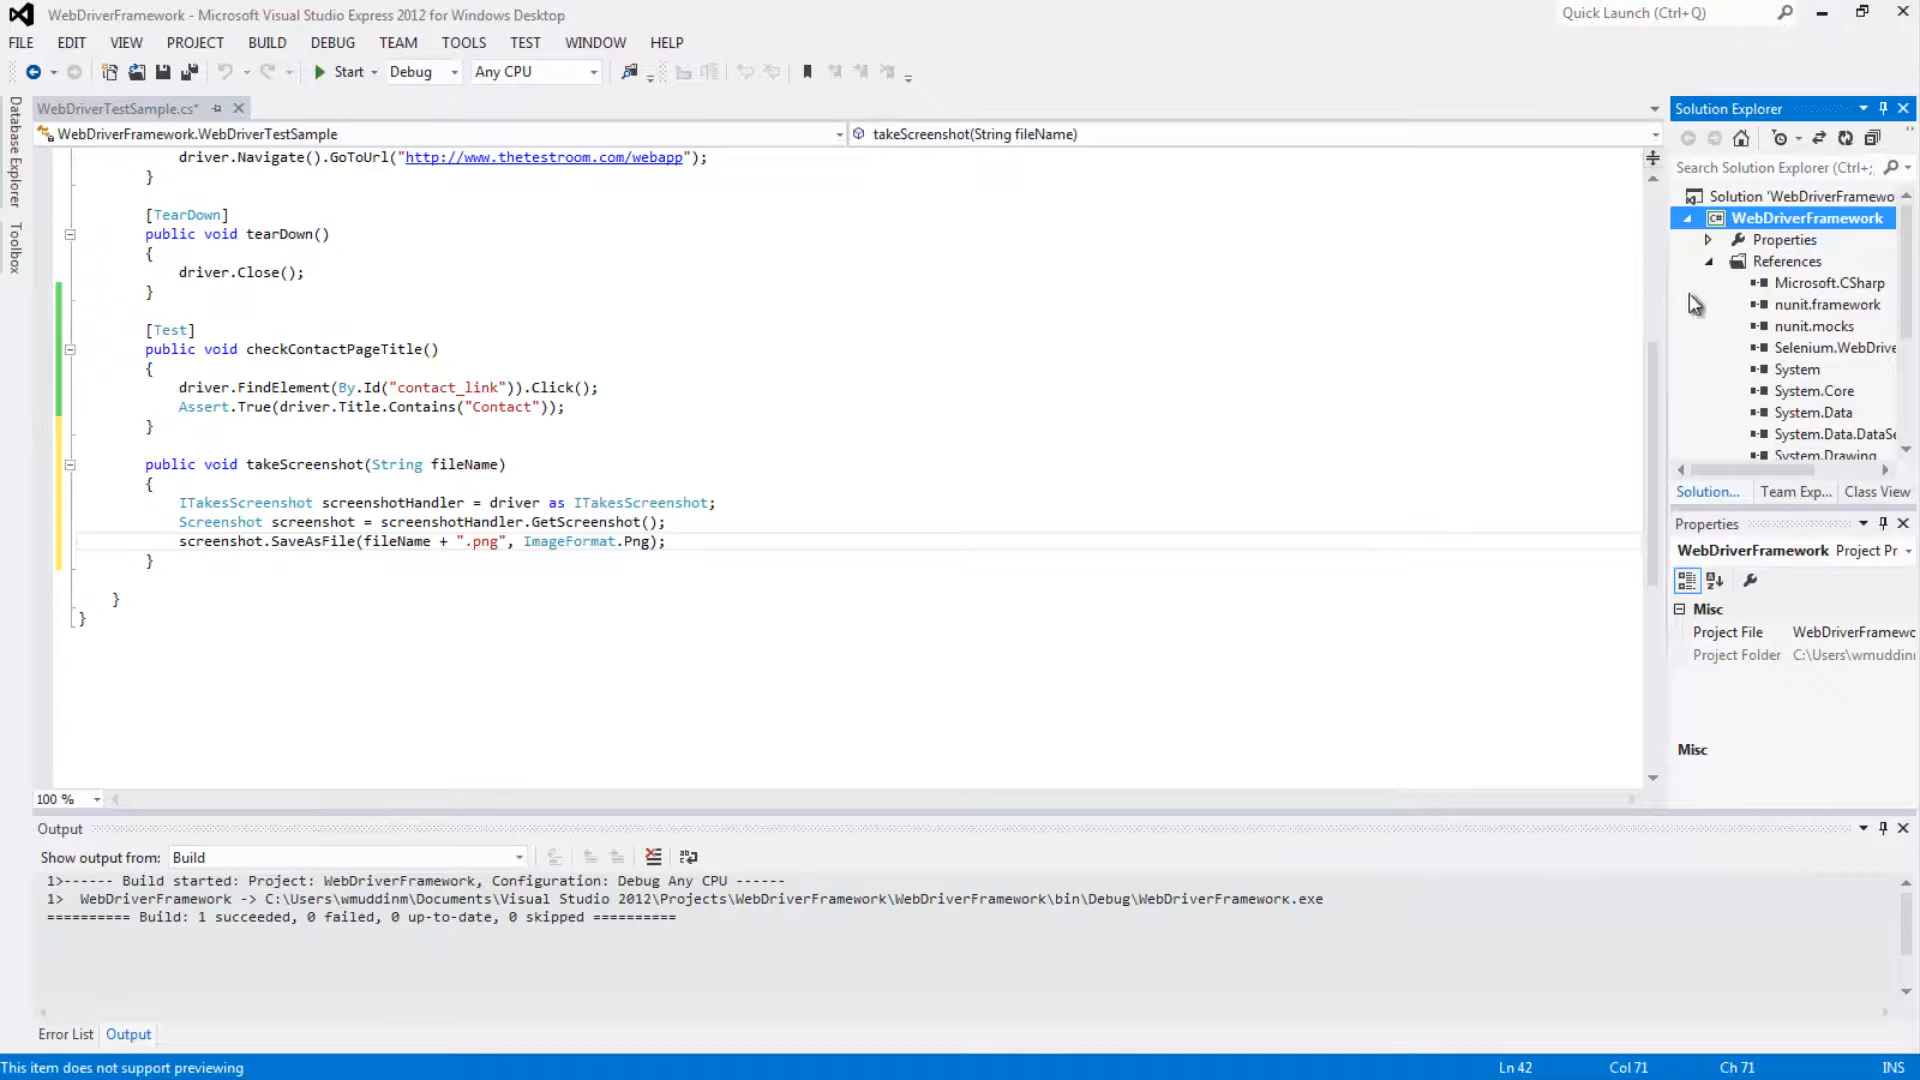 WebDriverFramework - Microsoft Visual Studio Express 2012 for Windows Desktop
Quick Launch (Ctrl+Q)
FILE EDIT VIEW PROJECT BUILD DEBUG TEAM TOOLS TEST WINDOW HELP
Start Debug Any CPU
Database Explorer
Toolbox
WebDriverTestSample.cs*
WebDriverFramework.WebDriverTestSample
takeScreenshot(String fileName)
driver.Navigate().GoToUrl("http://www.thetestroom.com/webapp");
}
[TearDown]
public void tearDown()
{
driver.Close();
}
[Test]
public void checkContactPageTitle()
{
driver.FindElement(By.Id("contact_link")).Click();
Assert.True(driver.Title.Contains("Contact"));
}
public void takeScreenshot(String fileName)
{
ITakesScreenshot screenshotHandler = driver as ITakesScreenshot;
Screenshot screenshot = screenshotHandler.GetScreenshot();
screenshot.SaveAsFile(fileName + ".png", ImageFormat.Png);
}
}
}
100 %
Solution Explorer
Search Solution Explorer (Ctrl+;
Solution 'WebDriverFramewo
C# WebDriverFramework
Properties
References
Microsoft.CSharp
nunit.framework
nunit.mocks
Selenium.WebDrive
System
System.Core
System.Data
System.Data.DataSe
System.Drawing
Solution... Team Exp... Class View
Properties
WebDriverFramework Project Pr
Misc
Project File WebDriverFramewo
Project Folder C:\Users\wmuddinı
Misc
Output
Show output from: Build
1>------ Build started: Project: WebDriverFramework, Configuration: Debug Any CPU ------
1>  WebDriverFramework -> C:\Users\wmuddinm\Documents\Visual Studio 2012\Projects\WebDriverFramework\WebDriverFramework\bin\Debug\WebDriverFramework.exe
========== Build: 1 succeeded, 0 failed, 0 up-to-date, 0 skipped ==========
Error List Output
This item does not support previewing
Ln 42 Col 71 Ch 71 INS